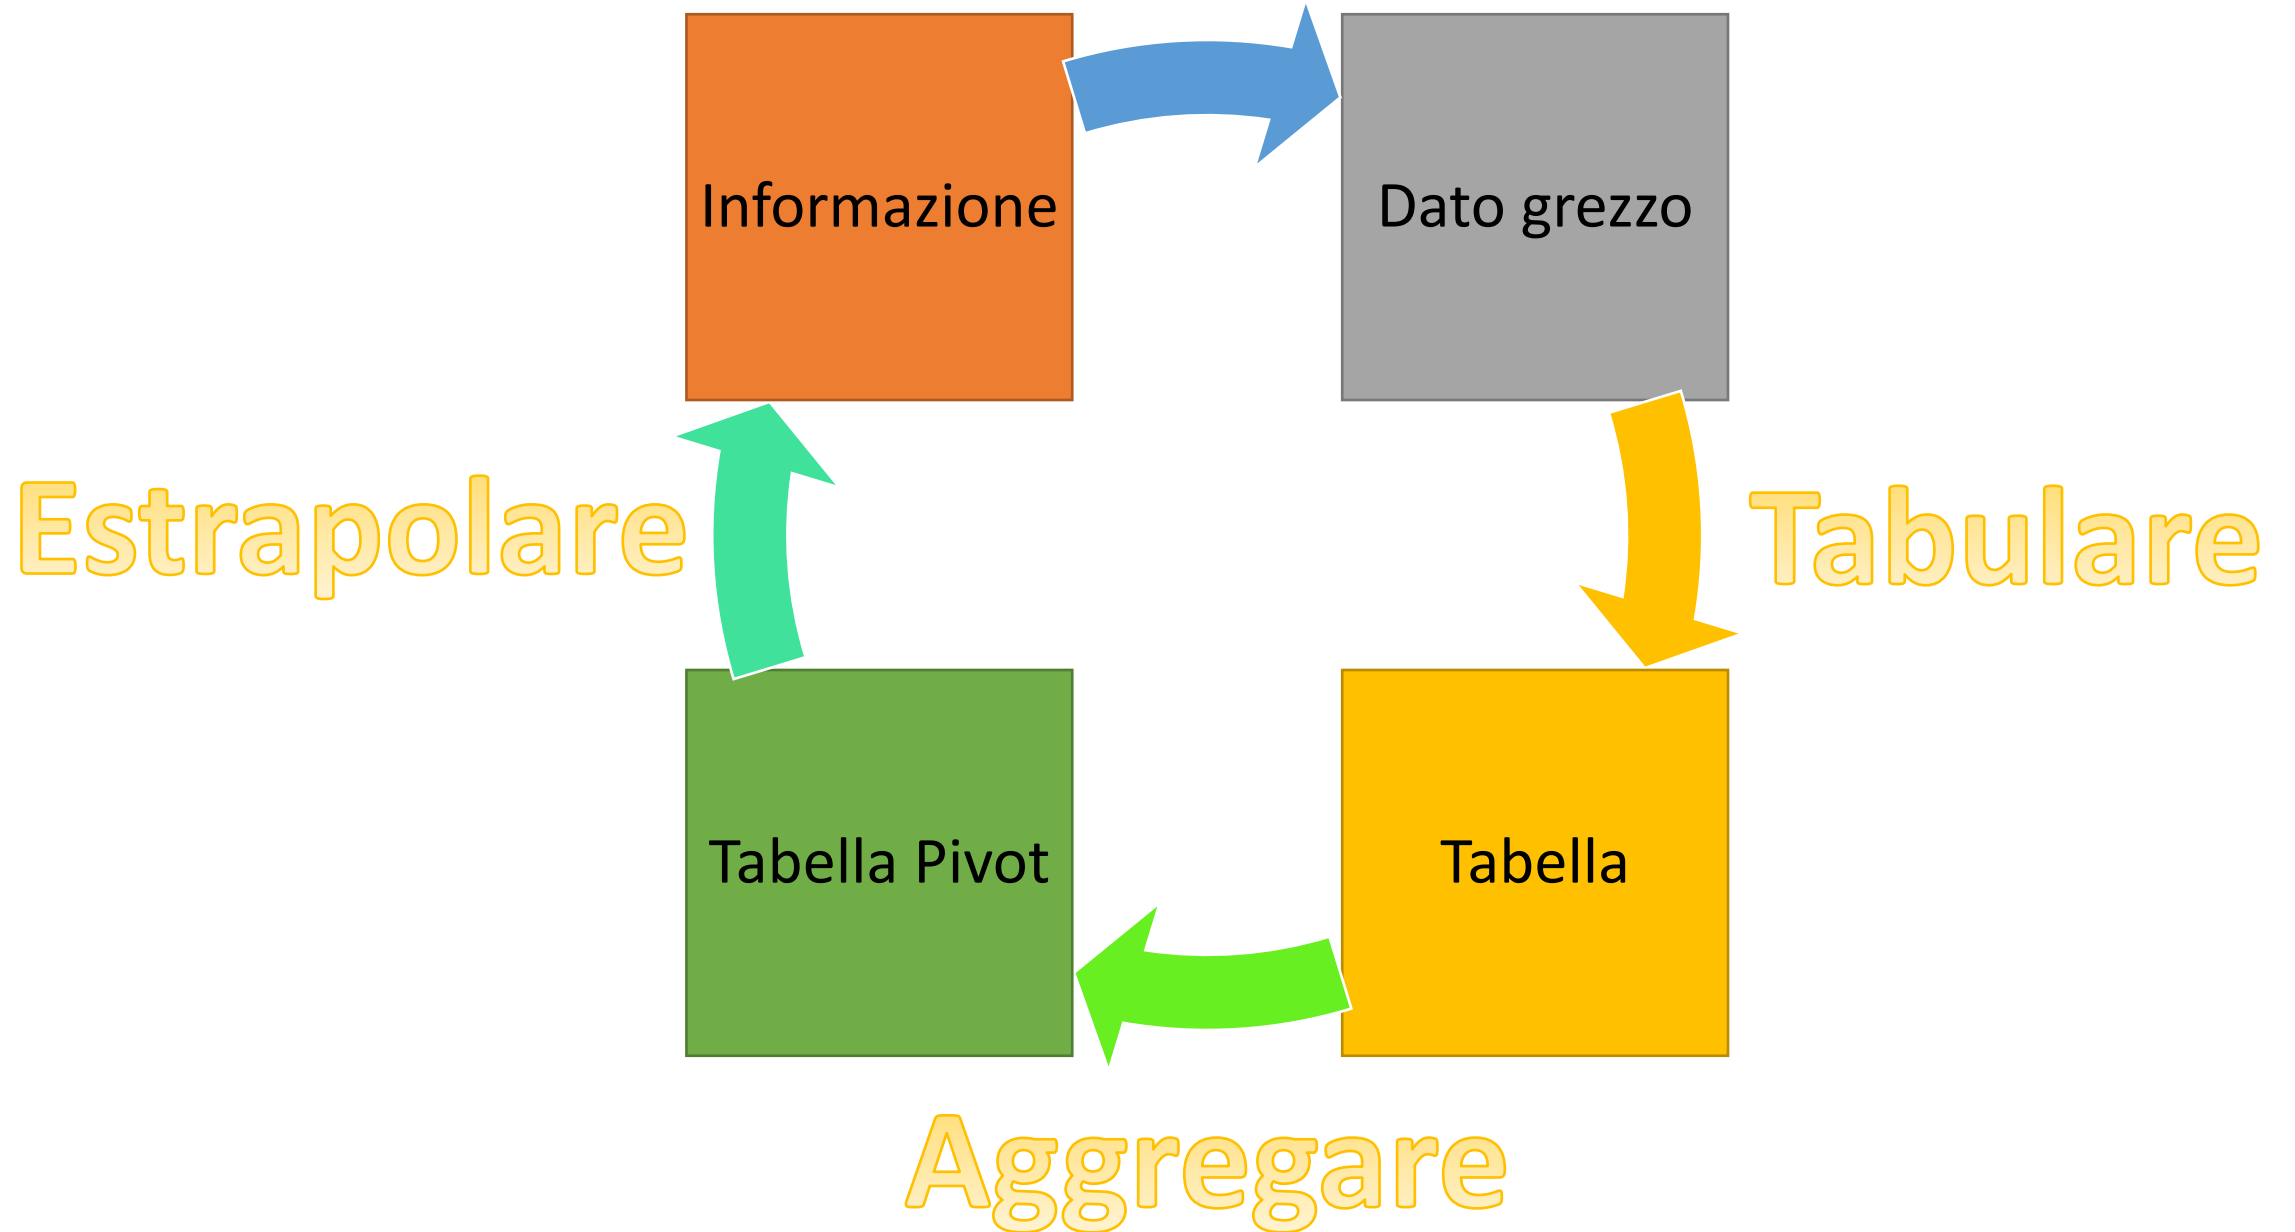 Informazione
Dato grezzo
Estrapolare
Tabulare
Tabella Pivot
Tabella
Aggregare